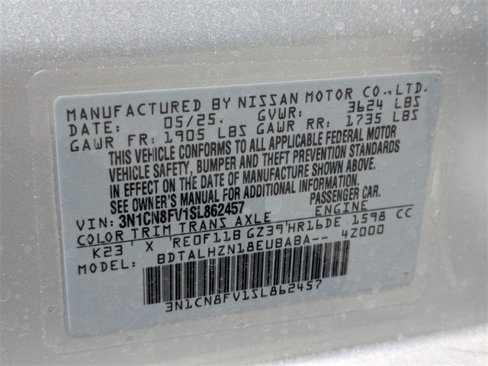 MANUFACTURED BY NISSAN MOTOR CO., LTD.
DATE: 05/25. GVWR: 3624 LBS
GAWR FR: 1905 LBS GAWR RR: 1735 LBS
THIS VEHICLE CONFORMS TO ALL APPLICABLE FEDERAL MOTOR
VEHICLE SAFETY, BUMPER AND THEFT PREVENTION STANDARDS
IN EFFECT ON THE DATE OF MANUFACTURE SHOWN ABOVE.
SEE OWNER'S MANUAL FOR ADDITIONAL INFORMATION.
VIN: 3N1CN8FV1SL862457 PASSENGER CAR.
COLOR TRIM TRANS AXLE ENGINE
K23 X RE0F11B GZ39 HR16DE 1598 CC
MODEL: BDTALHZN18EUBABA-- 4Z000
3N1CN8FV1SL862457